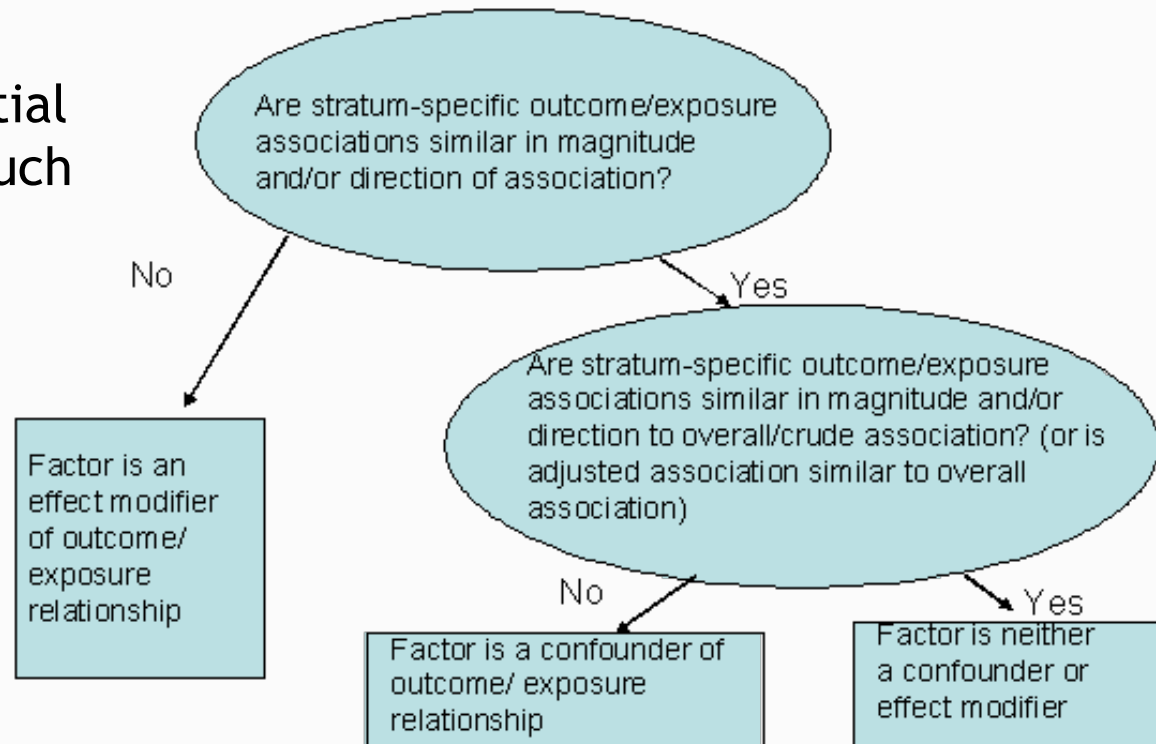 tial
uch
Are stratum-specific outcome/exposure
associations similar in magnitude
and/or direction of association?
No
Yes
Are stratum-specific outcome/exposure
associations similar in magnitude and/or
direction to overall/crude association? (or is
adjusted association similar to overall
association)
Factor is an
effect modifier
of outcome/
exposure
relationship
No
Yes
Factor is a confounder of
outcome/ exposure
relationship
Factor is neither
a confounder or
effect modifier